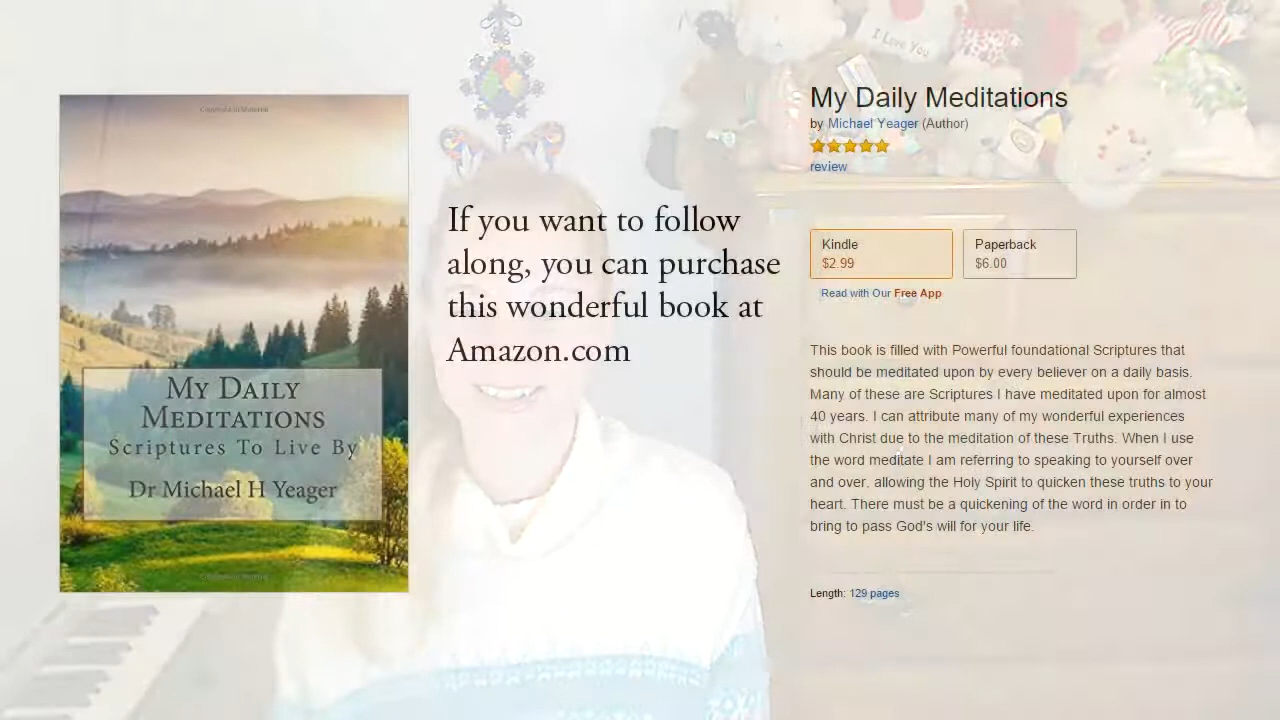 My Daily
Meditations
Scriptures To Live By
Dr Michael H Yeager
If you want to follow
along, you can purchase
this wonderful book at
Amazon.com
I Love You
My Daily Meditations
by Michael Yeager (Author)
review
Kindle
$2.99
Paperback
$6.00
Read with Our Free App
This book is filled with Powerful foundational Scriptures that
should be meditated upon by every believer on a daily basis.
Many of these are Scriptures I have meditated upon for almost
40 years. I can attribute many of my wonderful experiences
with Christ due to the meditation of these Truths. When I use
the word meditate I am referring to speaking to yourself over
and over. allowing the Holy Spirit to quicken these truths to your
heart. There must be a quickening of the word in order in to
bring to pass God's will for your life.
Length: 129 pages